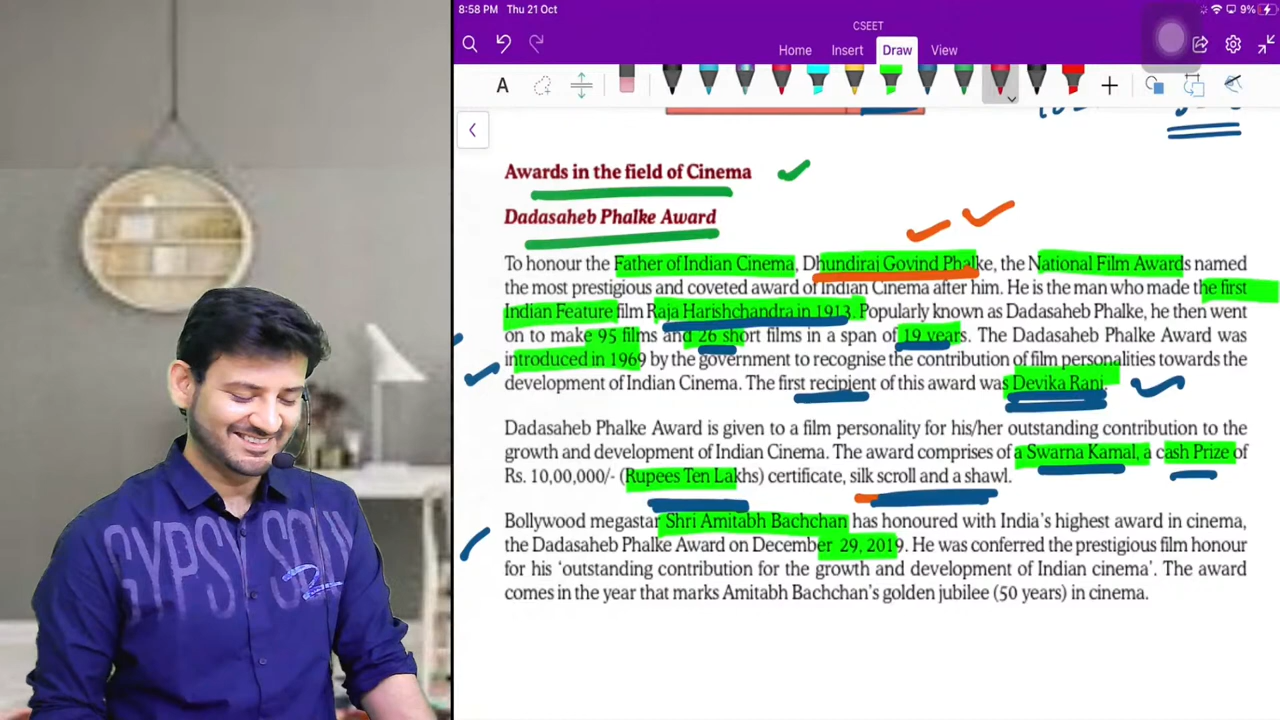 8:58 PM Thu 21 Oct
9%
CSEET
Home Insert Draw View
A
Awards in the field of Cinema
Dadasaheb Phalke Award
To honour the Father of Indian Cinema, Dhundiraj Govind Phalke, the National Film Awards named
the most prestigious and coveted award of Indian Cinema after him. He is the man who made the first
Indian Feature film Raja Harishchandra in 1913. Popularly known as Dadasaheb Phalke, he then went
on to make 95 films and 26 short films in a span of 19 years. The Dadasaheb Phalke Award was
introduced in 1969 by the government to recognise the contribution of film personalities towards the
development of Indian Cinema. The first recipient of this award was Devika Rani.
Dadasaheb Phalke Award is given to a film personality for his/her outstanding contribution to the
growth and development of Indian Cinema. The award comprises of a Swarna Kamal, a cash Prize of
Rs. 10,00,000/- (Rupees Ten Lakhs) certificate, silk scroll and a shawl.
Bollywood megastar Shri Amitabh Bachchan has honoured with India's highest award in cinema,
the Dadasaheb Phalke Award on December 29, 2019. He was conferred the prestigious film honour
for his 'outstanding contribution for the growth and development of Indian cinema'. The award
comes in the year that marks Amitabh Bachchan's golden jubilee (50 years) in cinema.
GYPSY SOUL